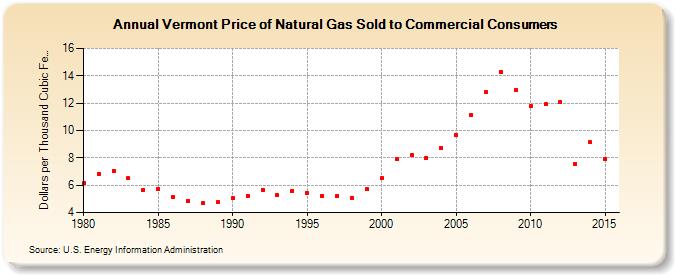 Annual Vermont Price of Natural Gas Sold to Commercial Consumers
Dollars per Thousand Cubic Fe...
16
14
12
10
8
6
4
1980 1985 1990 1995 2000 2005 2010 2015
Source: U.S. Energy Information Administration